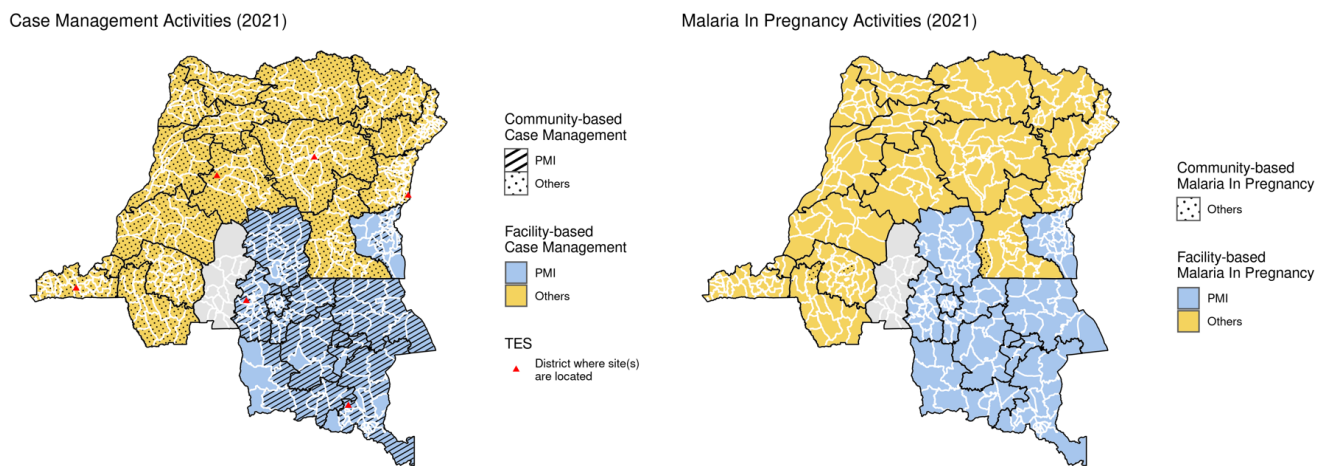 Case Management Activities (2021)
Community-based
Case Management
PMI
Others
Facility-based
Case Management
PMI
Others
TES
District where site(s)
are located
Malaria In Pregnancy Activities (2021)
Community-based
Malaria In Pregnancy
Others
Facility-based
Malaria In Pregnancy
PMI
Others